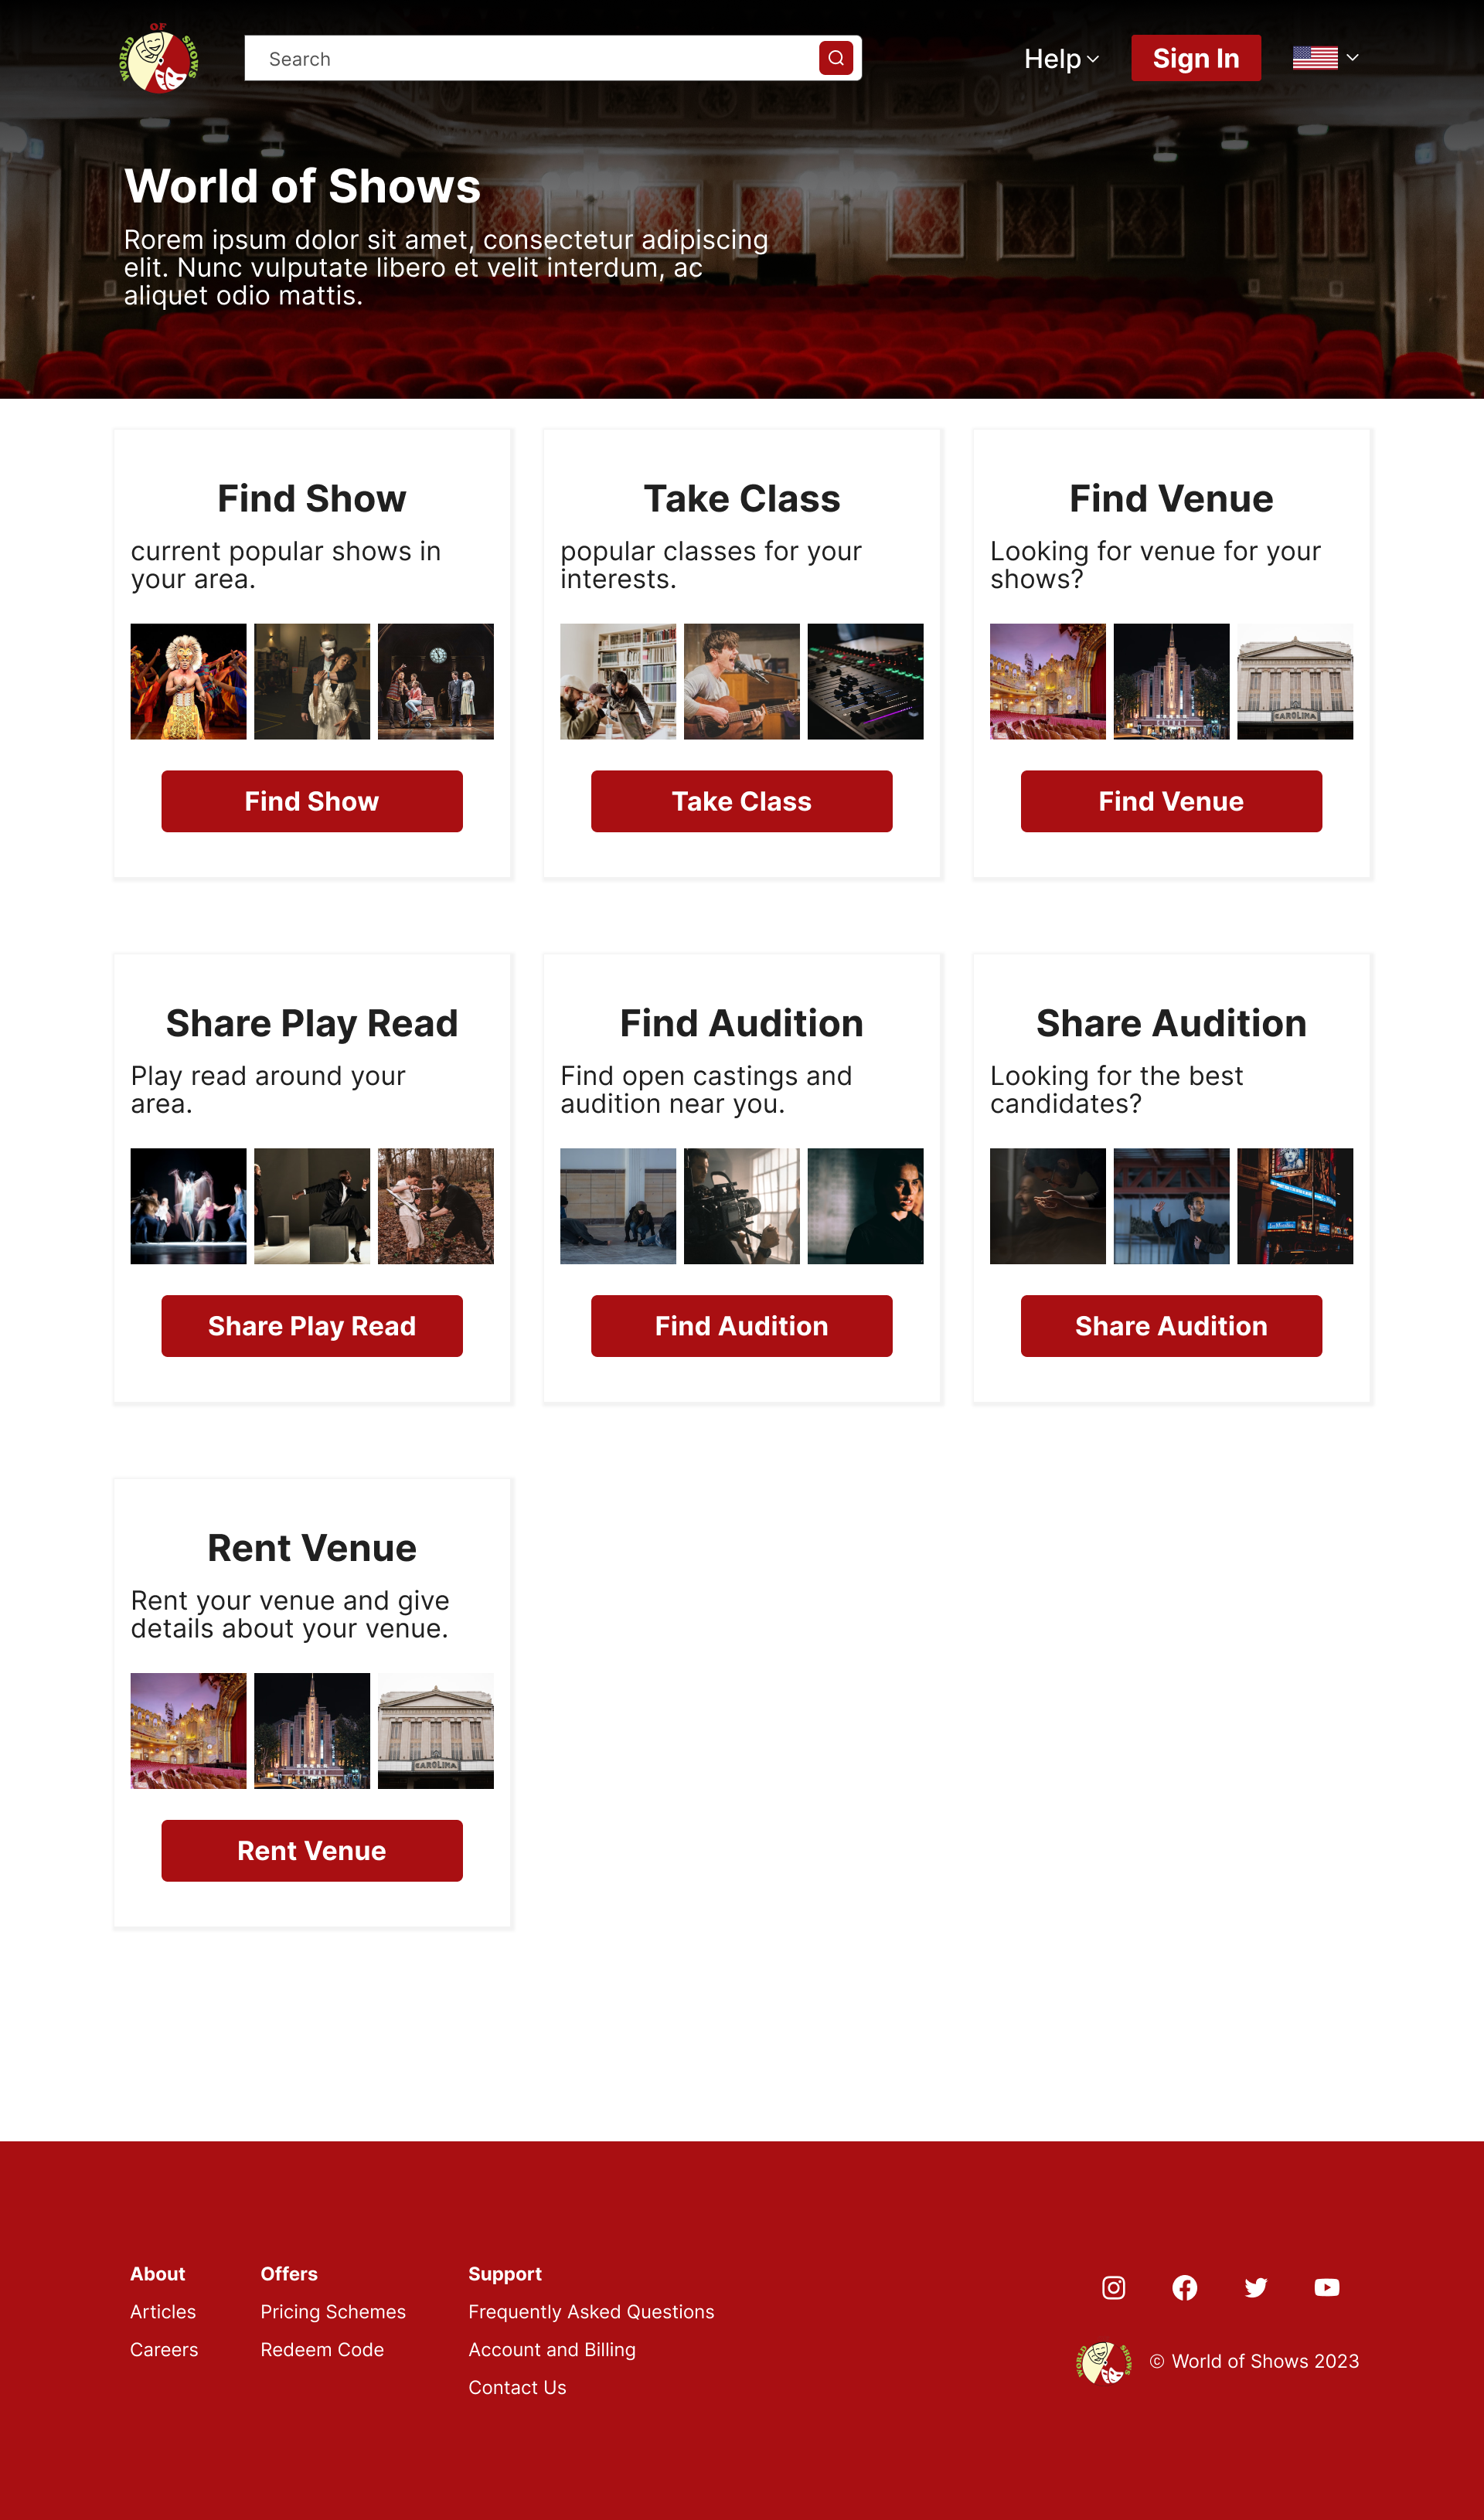 WORLD OF SHOWS
Search
Help
Sign In
World of Shows
Rorem ipsum dolor sit amet, consectetur adipiscing
elit. Nunc vulputate libero et velit interdum, ac
aliquet odio mattis.
Find Show
current popular shows in
your area.
Find Show
Take Class
popular classes for your
interests.
Take Class
Find Venue
Looking for venue for your
shows?
CAROLINA
Find Venue
Share Play Read
Play read around your
area.
Share Play Read
Find Audition
Find open castings and
audition near you.
Find Audition
Share Audition
Looking for the best
candidates?
Share Audition
Rent Venue
Rent your venue and give
details about your venue.
CAROLINA
Rent Venue
About
Articles
Careers
Offers
Pricing Schemes
Redeem Code
Support
Frequently Asked Questions
Account and Billing
Contact Us
WORLD SHOWS
© World of Shows 2023